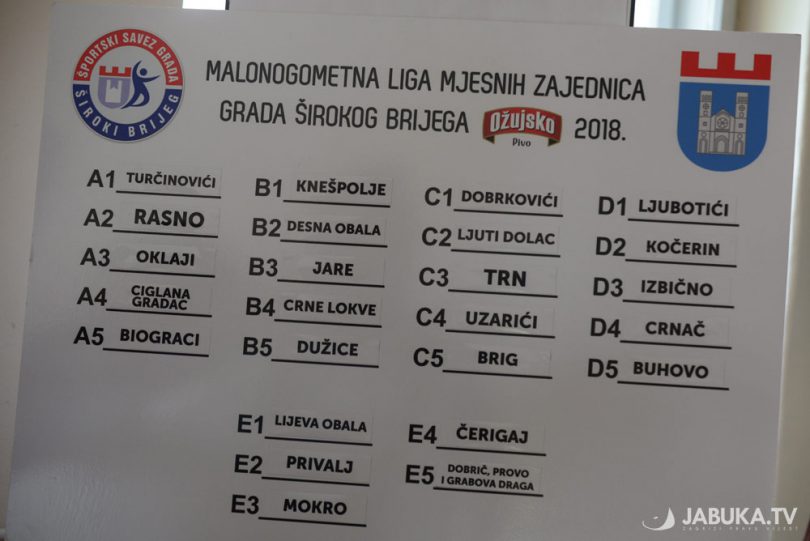 ŠPORTSKI SAVEZ GRADA
ŠIROKI BRIJEG
MALONOGOMETNA LIGA MJESNIH ZAJEDNICA
GRADA ŠIROKOG BRIJEGA Ožujsko 2018.
Pivo
A1 TURČINOVIĆI
A2 RASNO
A3 OKLAJI
A4 CIGLANA
GRADAC
A5 BIOGRACI
B1 KNEŠPOLJE
B2 DESNA OBALA
B3 JARE
B4 CRNE LOKVE
B5 DUŽICE
C1 DOBRKOVIĆI
C2 LJUTI DOLAC
C3 TRN
C4 UZARIĆI
C5 BRIG
D1 LJUBOTIĆI
D2 KOČERIN
D3 IZBIČNO
D4 CRNAČ
D5 BUHOVO
E1 LIJEVA OBALA
E2 PRIVALJ
E3 MOKRO
E4 ČERIGAJ
E5 DOBRIČ, PROVO
I GRABOVA DRAGA
JABUKA.TV
ZAGRIZI PRAVU VIJEST